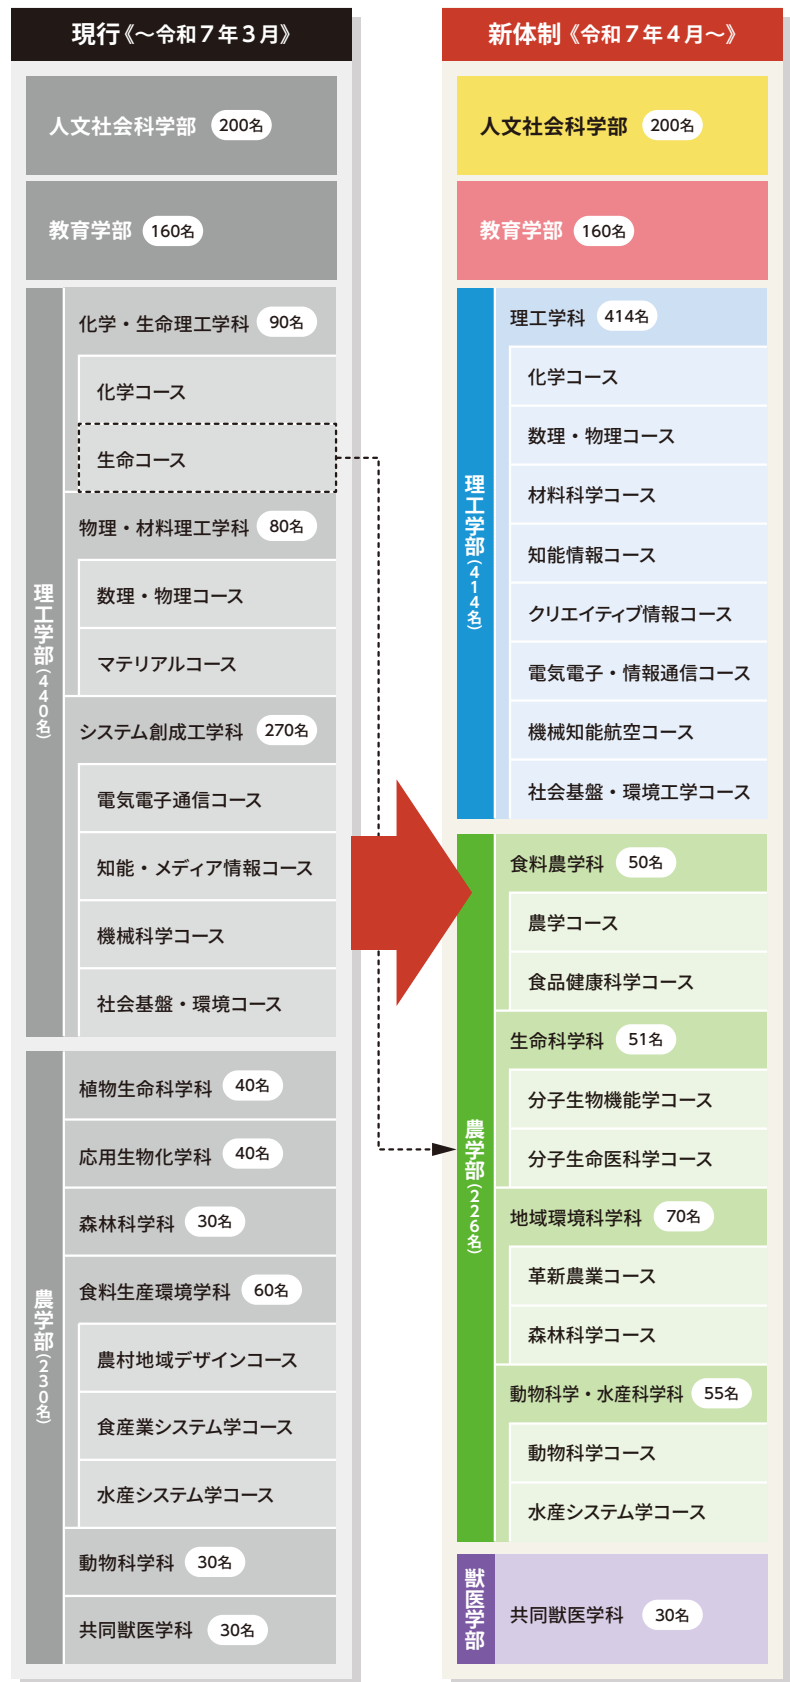 現行《～令和7年3月》
人文社会科学部 200名
教育学部 160名
理工学部（440名）
化学・生命理工学科 90名
化学コース
生命コース
物理・材料理工学科 80名
数理・物理コース
マテリアルコース
システム創成工学科 270名
電気電子通信コース
知能・メディア情報コース
機械科学コース
社会基盤・環境コース
農学部（230名）
植物生命科学科 40名
応用生物化学科 40名
森林科学科 30名
食料生産環境学科 60名
農村地域デザインコース
食産業システム学コース
水産システム学コース
動物科学科 30名
共同獣医学科 30名
新体制《令和7年4月～》
人文社会科学部 200名
教育学部 160名
理工学部（414名）
理工学科 414名
化学コース
数理・物理コース
材料科学コース
知能情報コース
クリエイティブ情報コース
電気電子・情報通信コース
機械知能航空コース
社会基盤・環境工学コース
農学部（226名）
食料農学科 50名
農学コース
食品健康科学コース
生命科学科 51名
分子生物機能学コース
分子生命医科学コース
地域環境科学科 70名
革新農業コース
森林科学コース
動物科学・水産科学科 55名
動物科学コース
水産システム学コース
獣医学部
共同獣医学科 30名